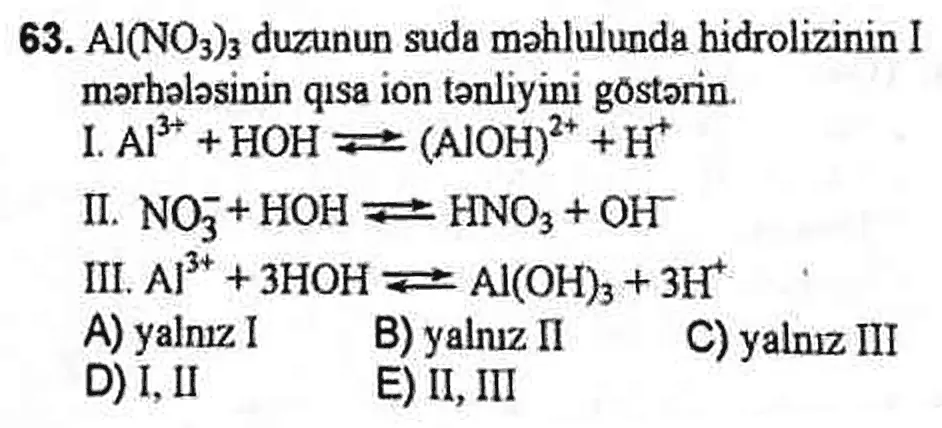 63. Al(NO₃)₃ duzunun suda məhlulunda hidrolizinin I
mərhələsinin qısa ion tənliyini göstərin.
I. Al³⁺ + HOH ⇌ (AlOH)²⁺ + H⁺
II. NO₃⁻ + HOH ⇌ HNO₃ + OH⁻
III. Al³⁺ + 3HOH ⇌ Al(OH)₃ + 3H⁺
A) yalnız I B) yalnız II C) yalnız III
D) I, II E) II, III